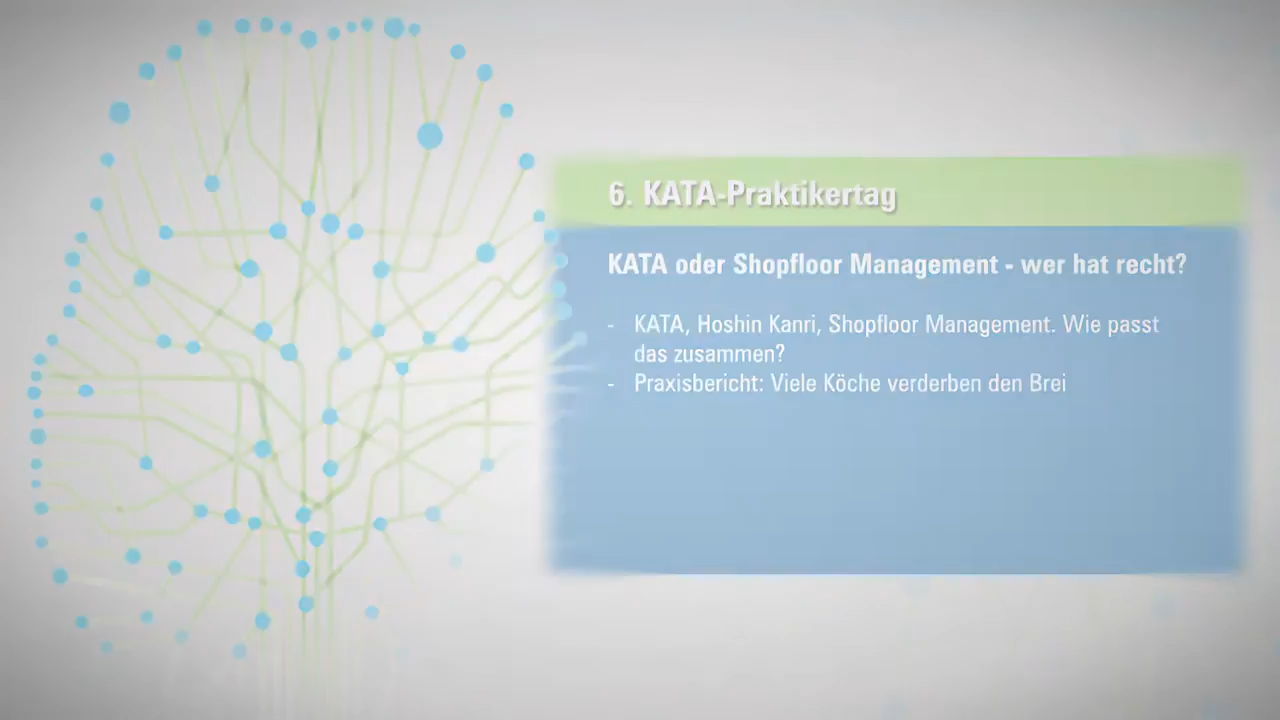 6. KATA-Praktikertag
KATA oder Shopfloor Management - wer hat recht?
- KATA, Hoshin Kanri, Shopfloor Management. Wie passt
das zusammen?
- Praxisbericht: Viele Köche verderben den Brei